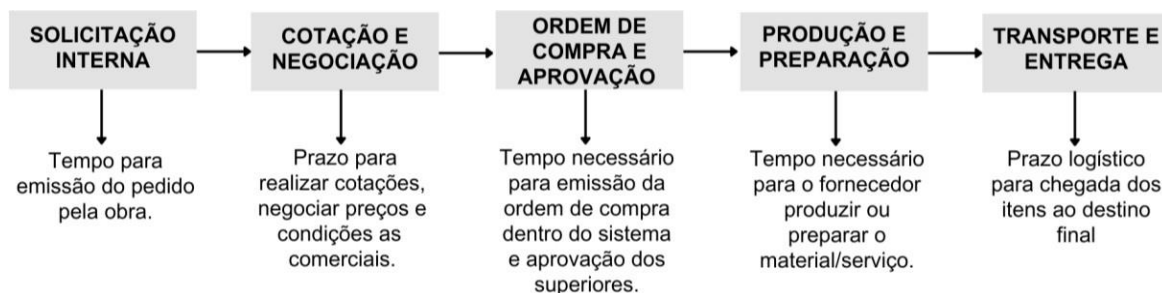 SOLICITAÇÃO
INTERNA
COTAÇÃO E
NEGOCIAÇÃO
ORDEM DE
COMPRA E
APROVAÇÃO
PRODUÇÃO E
PREPARAÇÃO
TRANSPORTE E
ENTREGA
Tempo para
emissão do pedido
pela obra.
Prazo para
realizar cotações,
negociar preços e
condições as
comerciais.
Tempo necessário
para emissão da
ordem de compra
dentro do sistema
e aprovação dos
superiores.
Tempo necessário
para o fornecedor
produzir ou
preparar o
material/serviço.
Prazo logístico
para chegada dos
itens ao destino
final